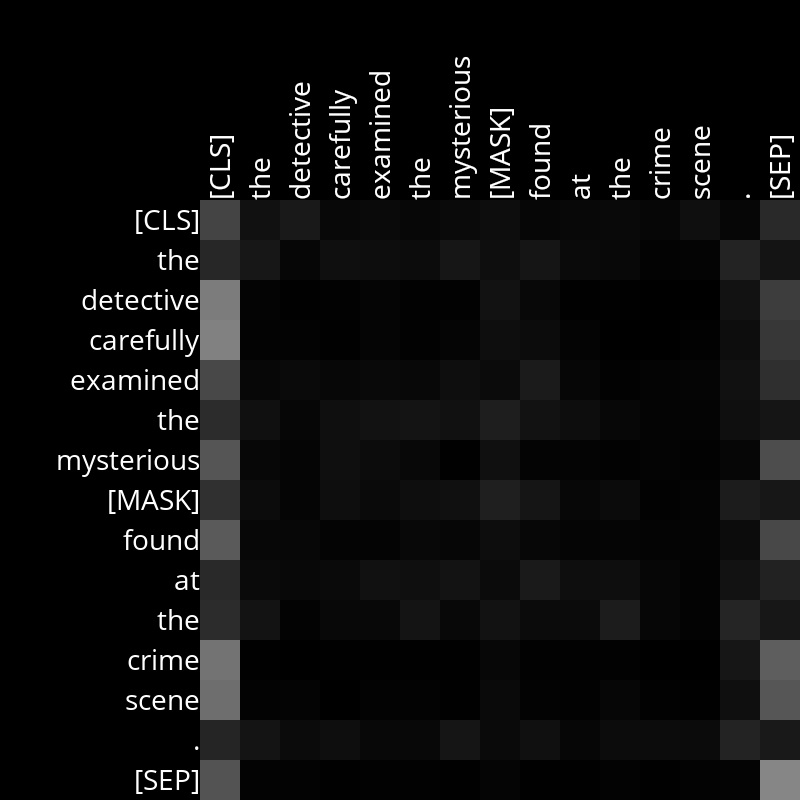 [CLS] the detective carefully examined the mysterious [MASK] found at the crime scene . [SEP]
[CLS]
the
detective
carefully
examined
the
mysterious
[MASK]
found
at
the
crime
scene
.
[SEP]